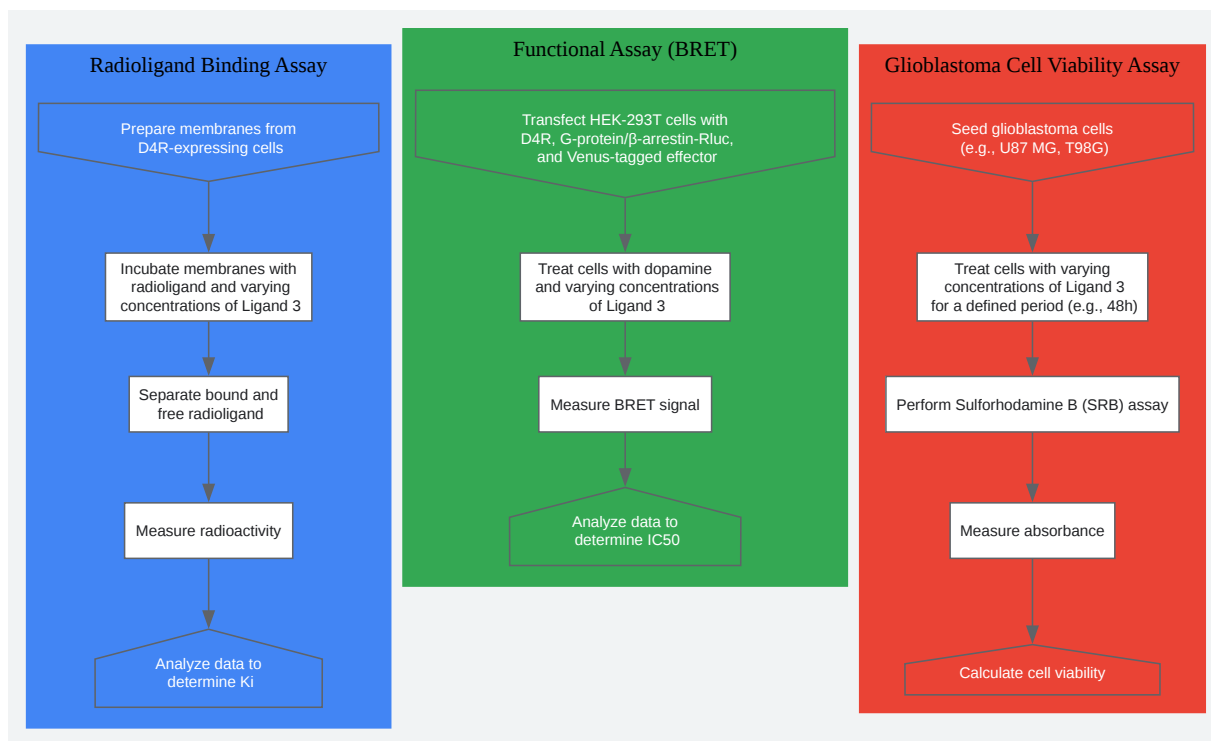 Radioligand Binding Assay
Prepare membranes from
D4R-expressing cells
Incubate membranes with
radioligand and varying
concentrations of Ligand 3
Separate bound and
free radioligand
Measure radioactivity
Analyze data to
determine Ki
Functional Assay (BRET)
Transfect HEK-293T cells with
D4R, G-protein/β-arrestin-Rluc,
and Venus-tagged effector
Treat cells with dopamine
and varying concentrations
of Ligand 3
Measure BRET signal
Analyze data to
determine IC50
Glioblastoma Cell Viability Assay
Seed glioblastoma cells
(e.g., U87 MG, T98G)
Treat cells with varying
concentrations of Ligand 3
for a defined period (e.g., 48h)
Perform Sulforhodamine B (SRB) assay
Measure absorbance
Calculate cell viability